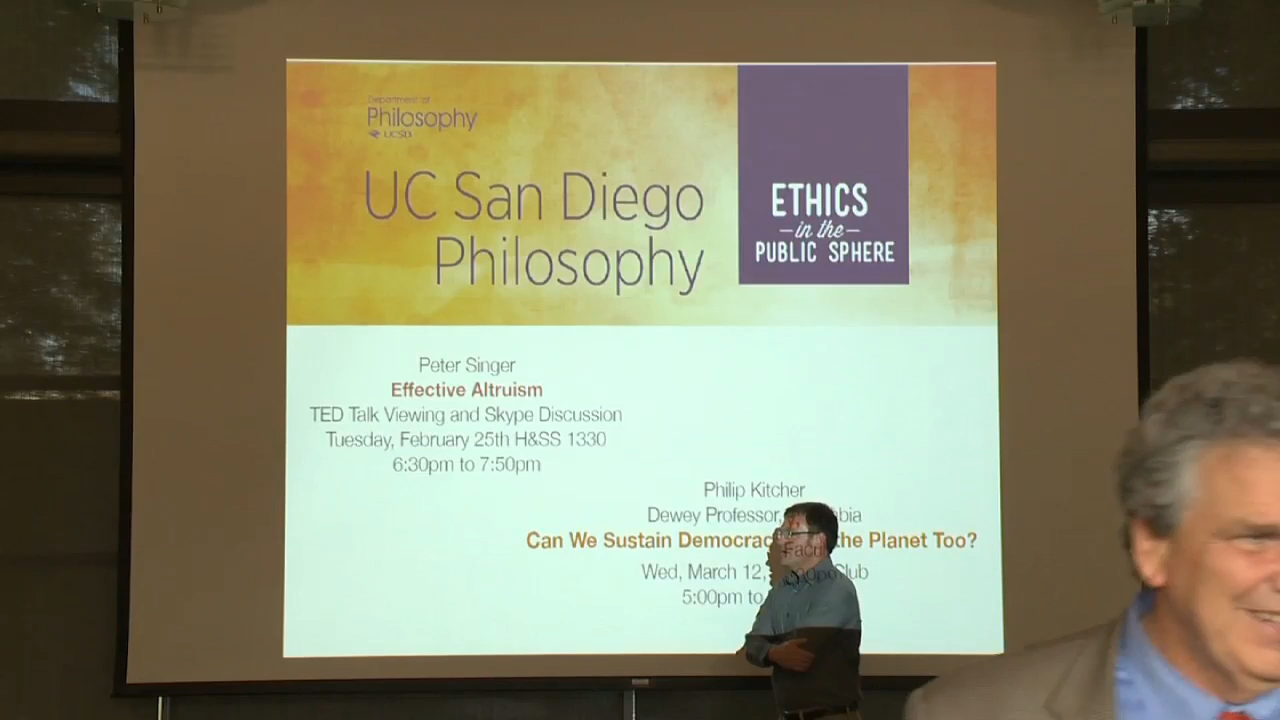 Department of
Philosophy
UCSD
UC San Diego
Philosophy
ETHICS
—in the—
PUBLIC SPHERE
Peter Singer
Effective Altruism
TED Talk Viewing and Skype Discussion
Tuesday, February 25th H&SS 1330
6:30pm to 7:50pm
Philip Kitcher
Dewey Professor,
Can We Sustain the Planet Too?
Wed, March 12,
5:00pm to